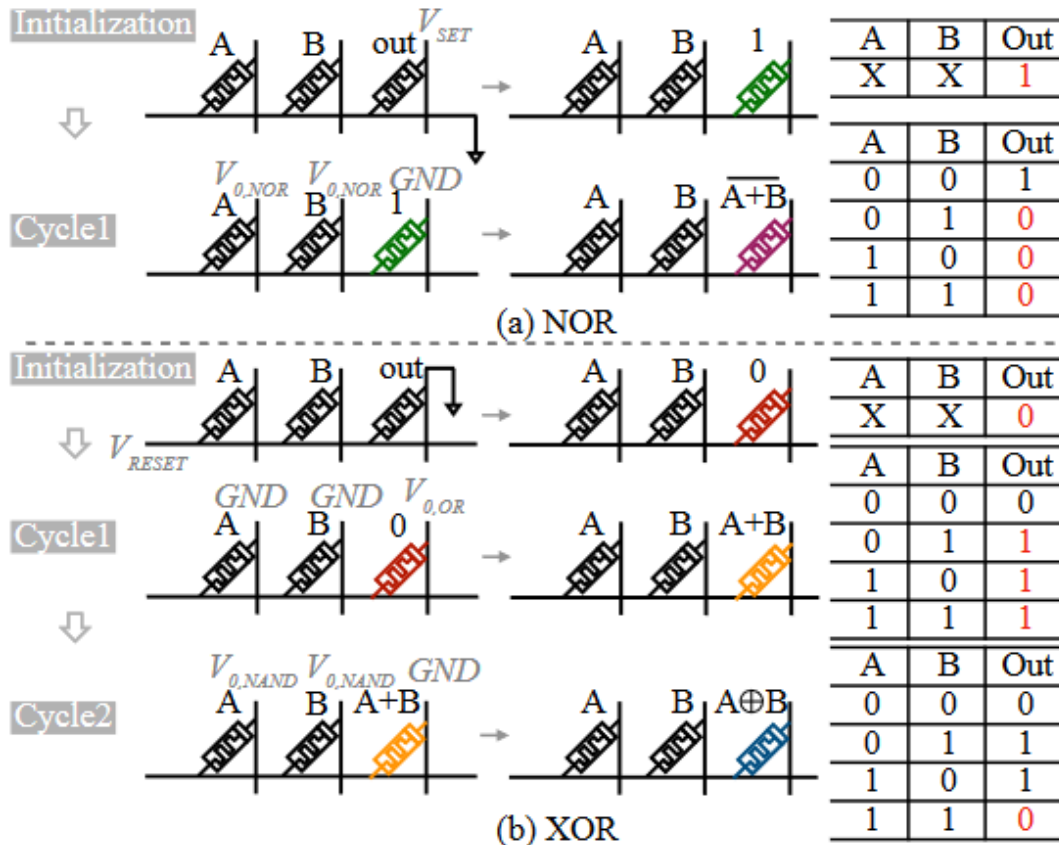 Initialization
A B out V_SET
A B 1
A B Out
X X 1
Cycle1
V_0,NOR V_0,NOR GND
A B 1
A B \overline{A+B}
A B Out
0 0 1
0 1 0
1 0 0
1 1 0
(a) NOR
Initialization
A B out
V_RESET
A B 0
A B Out
X X 0
Cycle1
GND GND V_0,OR
A B 0
A B A+B
A B Out
0 0 0
0 1 1
1 0 1
1 1 1
Cycle2
V_0,NAND V_0,NAND GND
A B A+B
A B A⊕B
A B Out
0 0 0
0 1 1
1 0 1
1 1 0
(b) XOR